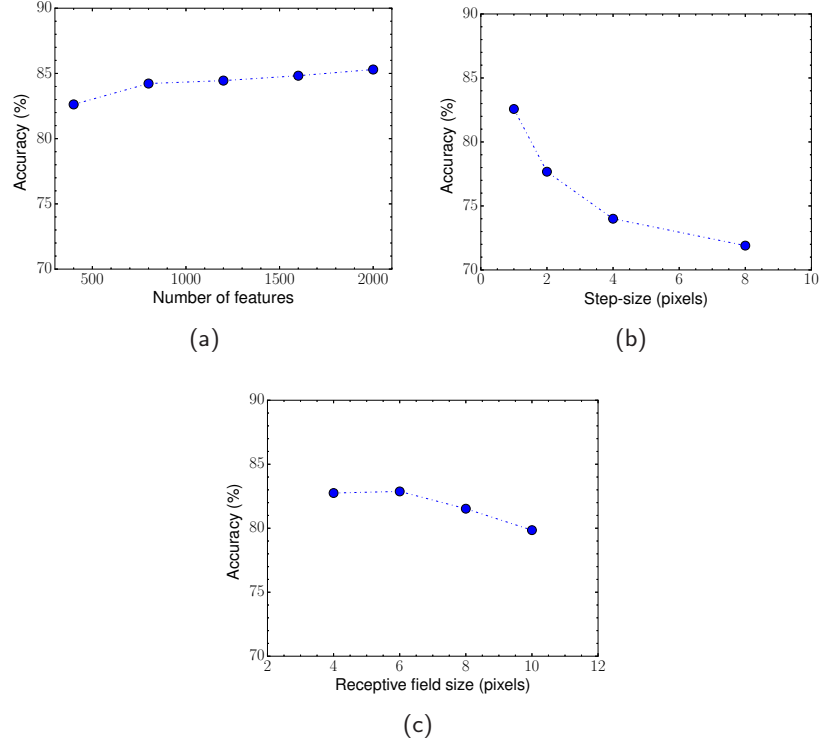 90
85
80
75
70
Accuracy (%)
500 1000 1500 2000
Number of features
(a)
90
85
80
75
70
Accuracy (%)
0 2 4 6 8 10
Step-size (pixels)
(b)
90
85
80
75
70
Accuracy (%)
2 4 6 8 10 12
Receptive field size (pixels)
(c)